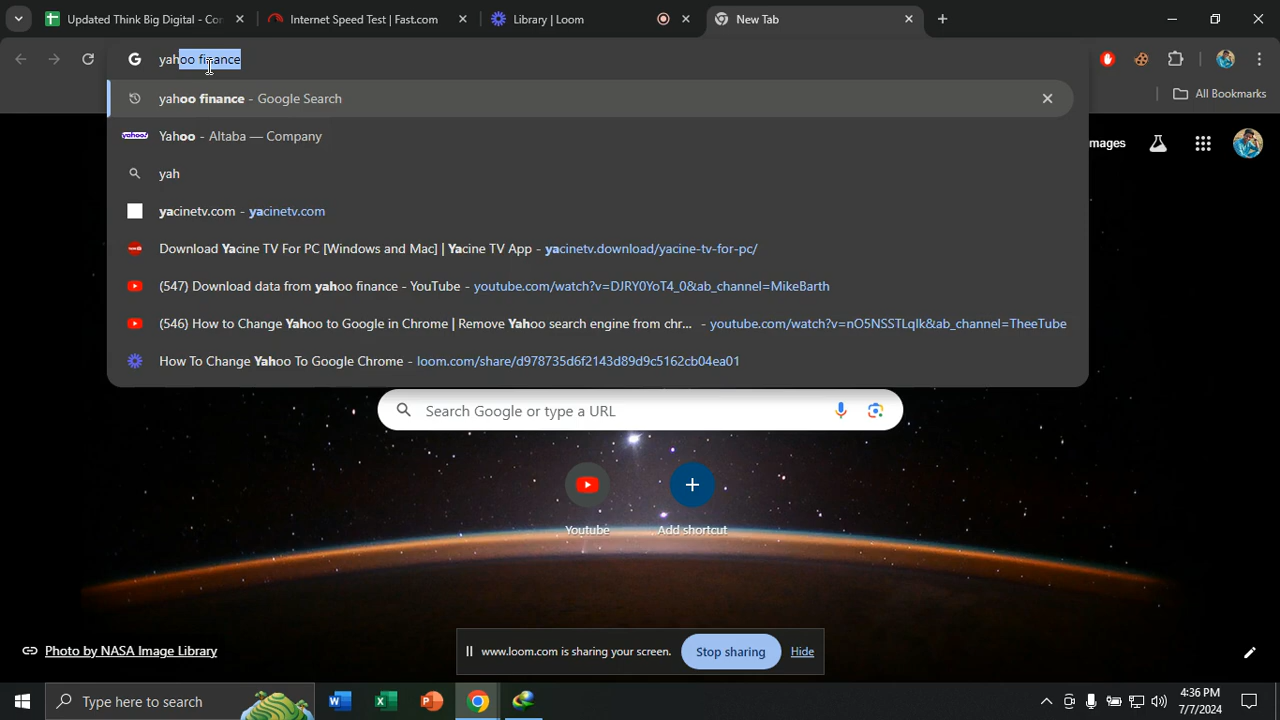 Updated Think Big Digital - Con
Internet Speed Test | Fast.com
Library | Loom
New Tab
yahoo finance
All Bookmarks
yahoo finance - Google Search
yahoo! Yahoo - Altaba — Company
mages
yah
yacinetv.com - yacinetv.com
Download Yacine TV For PC [Windows and Mac] | Yacine TV App - yacinetv.download/yacine-tv-for-pc/
(547) Download data from yahoo finance - YouTube - youtube.com/watch?v=DJRY0YoT4_0&ab_channel=MikeBarth
(546) How to Change Yahoo to Google in Chrome | Remove Yahoo search engine from chr... - youtube.com/watch?v=nO5NSSTLqlk&ab_channel=TheeTube
How To Change Yahoo To Google Chrome - loom.com/share/d978735d6f2143d89d9c5162cb04ea01
Search Google or type a URL
Youtube
Add shortcut
Photo by NASA Image Library
www.loom.com is sharing your screen.
Stop sharing
Hide
Type here to search
4:36 PM
7/7/2024